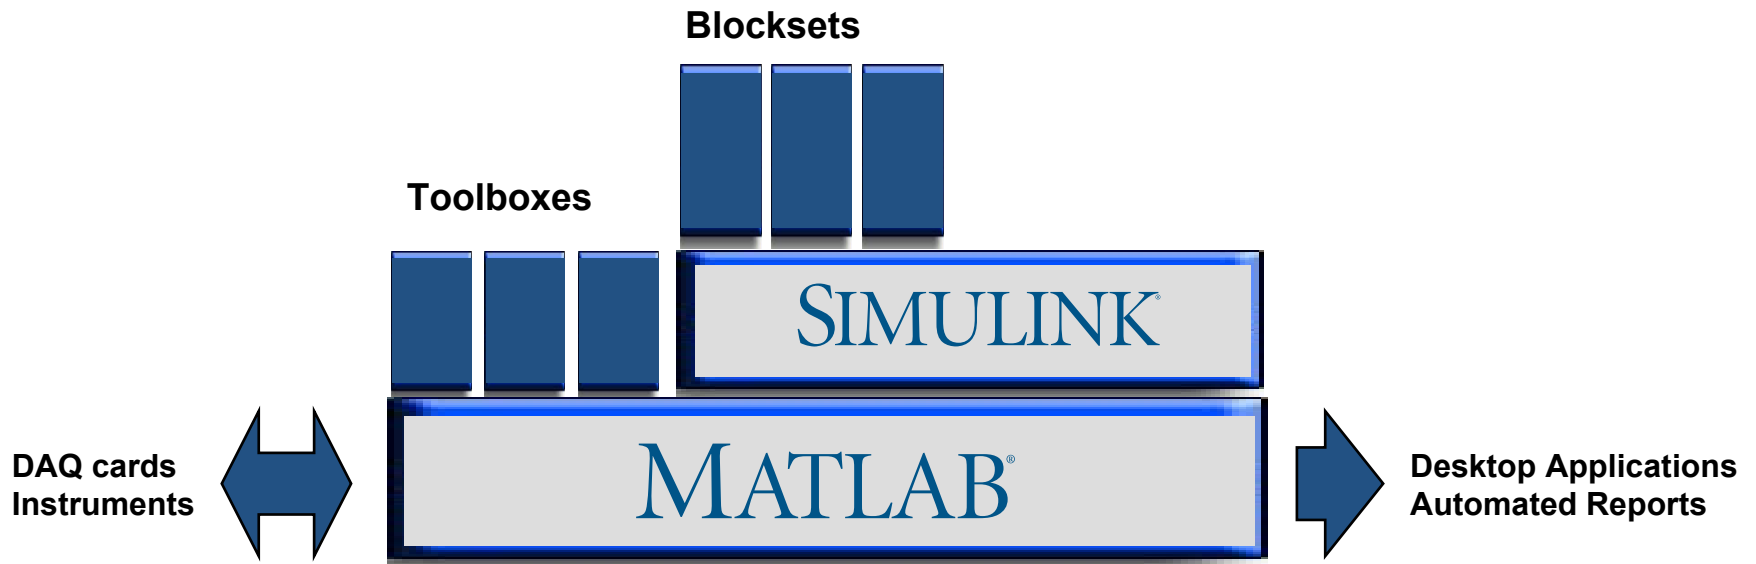 Blocksets
Toolboxes
SIMULINK®
MATLAB®
DAQ cards
Instruments
Desktop Applications
Automated Reports